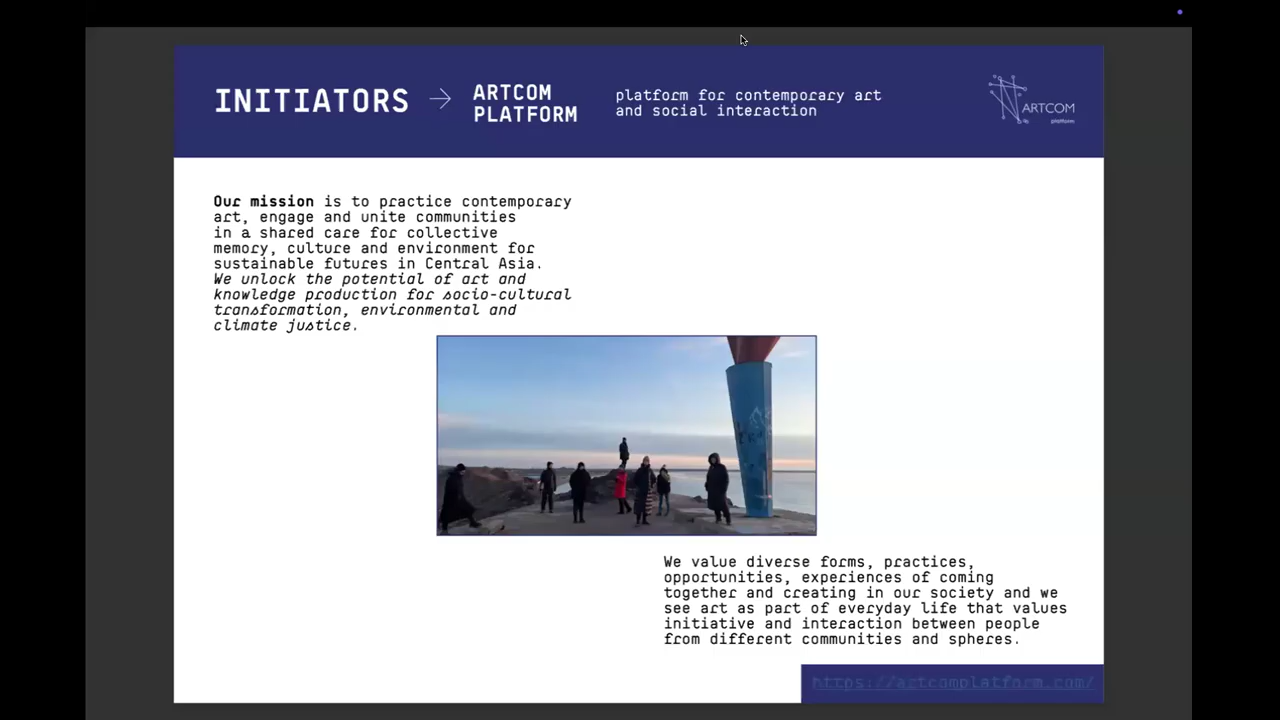 INITIATORS → ARTCOM PLATFORM
platform for contemporary art
and social interaction
ARTCOM
platform
Our mission is to practice contemporary
art, engage and unite communities
in a shared care for collective
memory, culture and environment for
sustainable futures in Central Asia.
We unlock the potential of art and
knowledge production for socio-cultural
transformation, environmental and
climate justice.
We value diverse forms, practices,
opportunities, experiences of coming
together and creating in our society and we
see art as part of everyday life that values
initiative and interaction between people
from different communities and spheres.
https://artcomplatform.com/